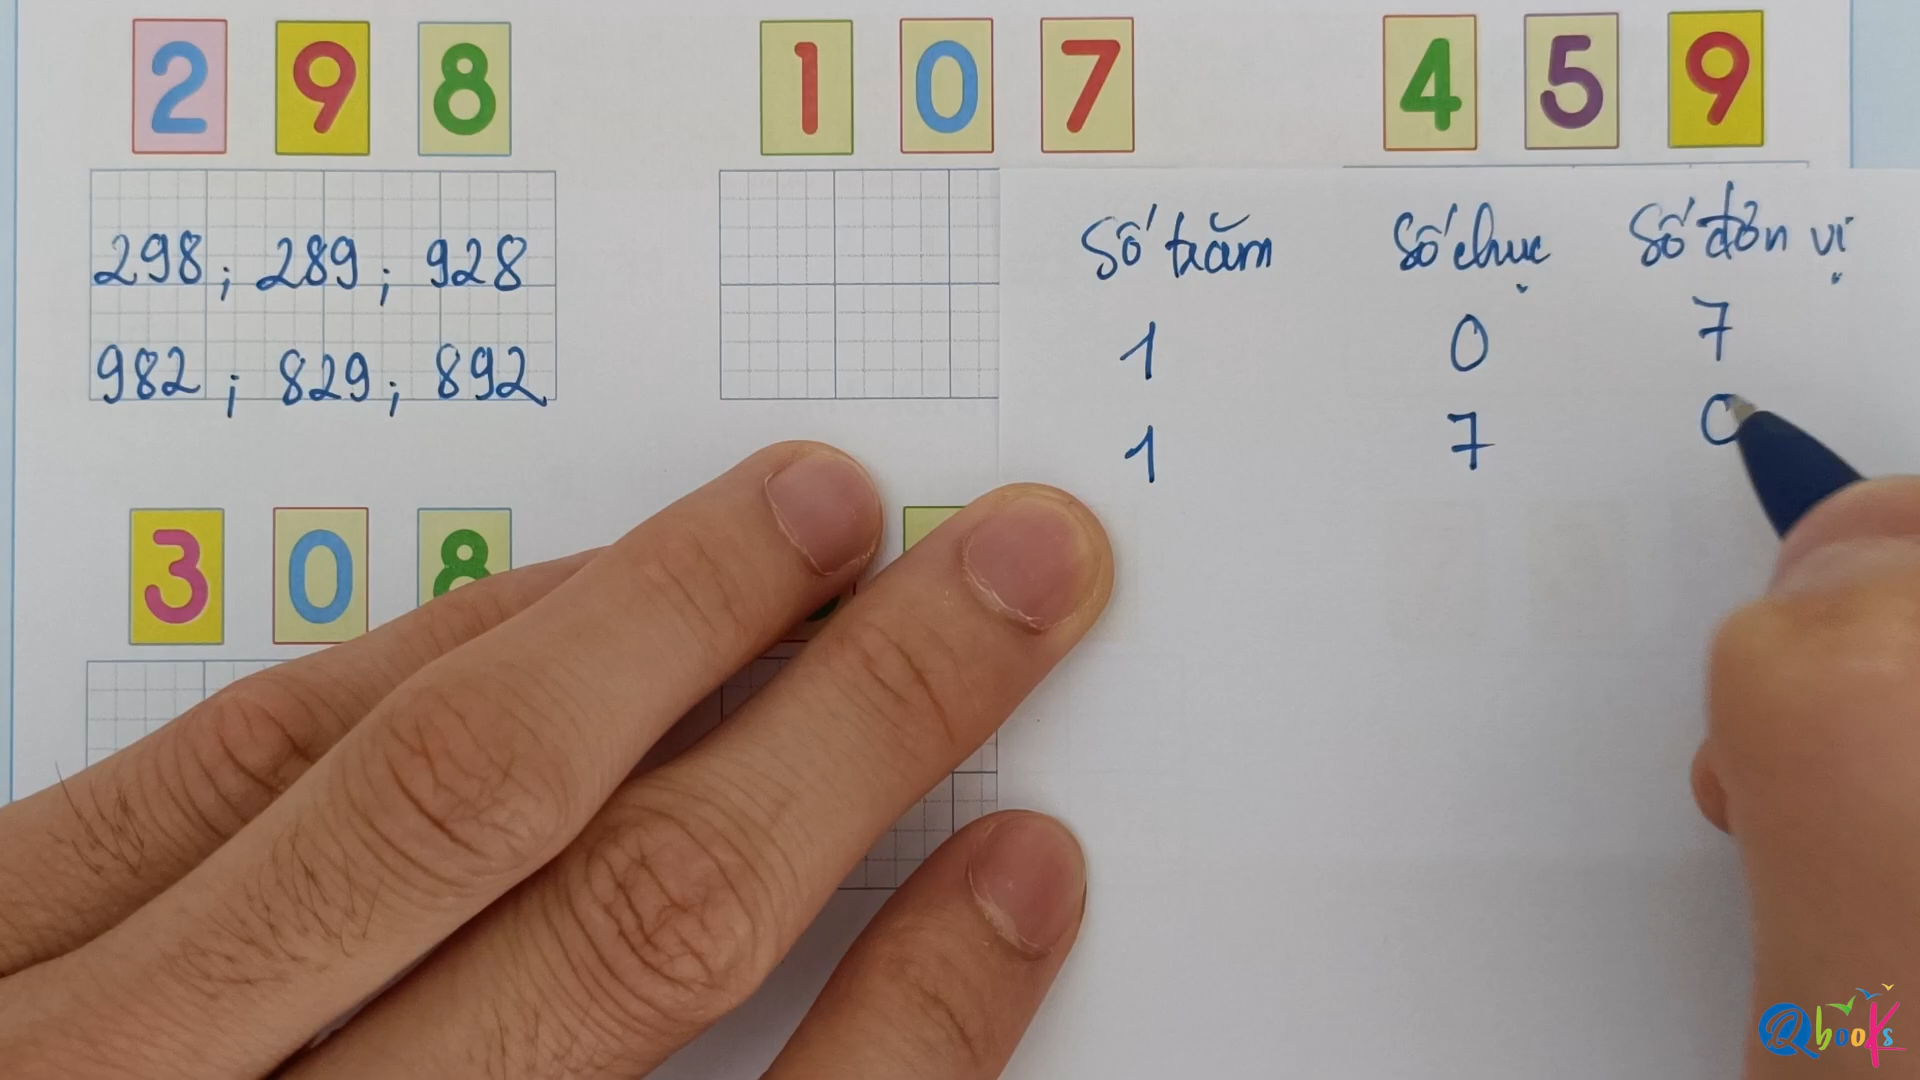 2 9 8
1 0 7
4 5 9
298; 289; 928
982; 829; 892
Số trăm Số chục Số đơn vị
1 0 7
1 7 0
3 0 8
Qbooks